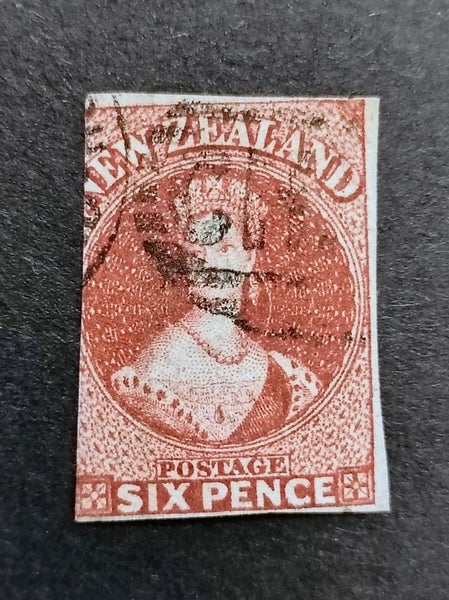 NEW ZEALAND
POSTAGE
SIX PENCE